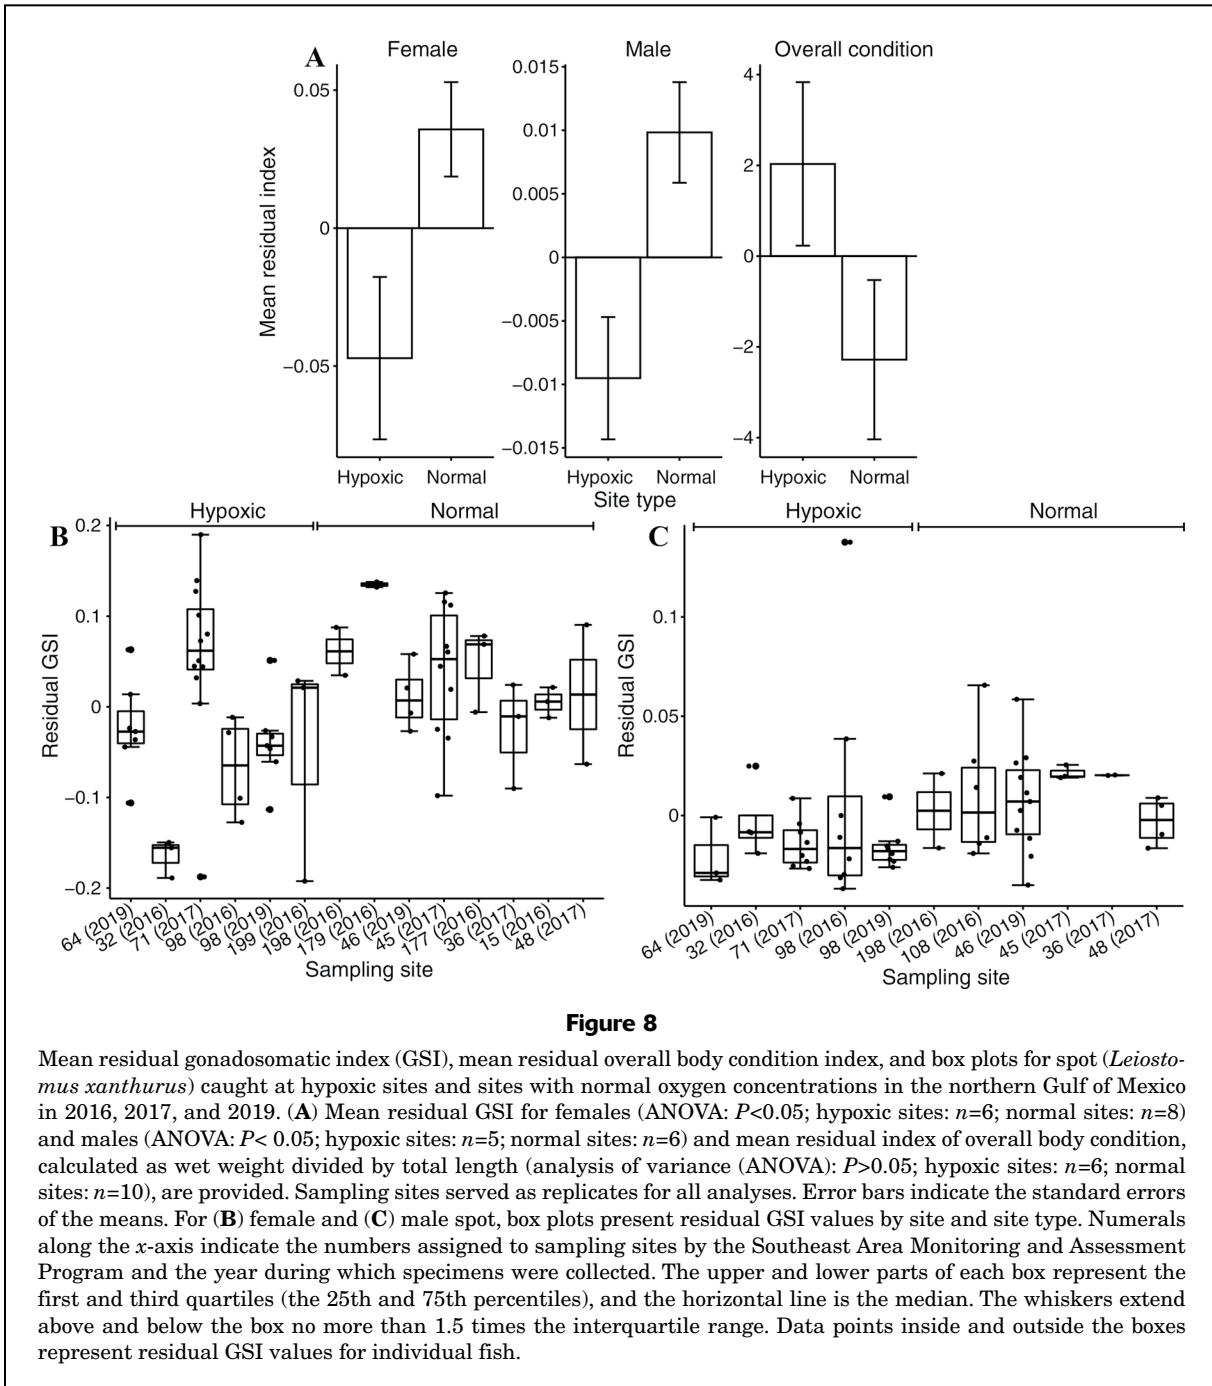 A
Female
Male
Overall condition
Mean residual index
0.05
0
−0.05
0.015
0.01
0.005
0
−0.005
−0.01
−0.015
4
2
0
−2
−4
Hypoxic
Normal
Hypoxic
Normal
Hypoxic
Normal
Site type
B
Hypoxic
Normal
Residual GSI
0.2
0.1
0
−0.1
−0.2
64 (2019)
32 (2016)
71 (2017)
98 (2016)
98 (2019)
199 (2016)
198 (2016)
179 (2016)
46 (2019)
45 (2017)
177 (2016)
36 (2017)
15 (2016)
48 (2017)
Sampling site
C
Hypoxic
Normal
Residual GSI
0.1
0.05
0
64 (2019)
32 (2016)
71 (2017)
98 (2016)
98 (2019)
198 (2016)
108 (2016)
46 (2019)
45 (2017)
36 (2017)
48 (2017)
Sampling site
Figure 8
Mean residual gonadosomatic index (GSI), mean residual overall body condition index, and box plots for spot (Leiosto-
mus xanthurus) caught at hypoxic sites and sites with normal oxygen concentrations in the northern Gulf of Mexico
in 2016, 2017, and 2019. (A) Mean residual GSI for females (ANOVA: P<0.05; hypoxic sites: n=6; normal sites: n=8)
and males (ANOVA: P< 0.05; hypoxic sites: n=5; normal sites: n=6) and mean residual index of overall body condition,
calculated as wet weight divided by total length (analysis of variance (ANOVA): P>0.05; hypoxic sites: n=6; normal
sites: n=10), are provided. Sampling sites served as replicates for all analyses. Error bars indicate the standard errors
of the means. For (B) female and (C) male spot, box plots present residual GSI values by site and site type. Numerals
along the x-axis indicate the numbers assigned to sampling sites by the Southeast Area Monitoring and Assessment
Program and the year during which specimens were collected. The upper and lower parts of each box represent the
first and third quartiles (the 25th and 75th percentiles), and the horizontal line is the median. The whiskers extend
above and below the box no more than 1.5 times the interquartile range. Data points inside and outside the boxes
represent residual GSI values for individual fish.